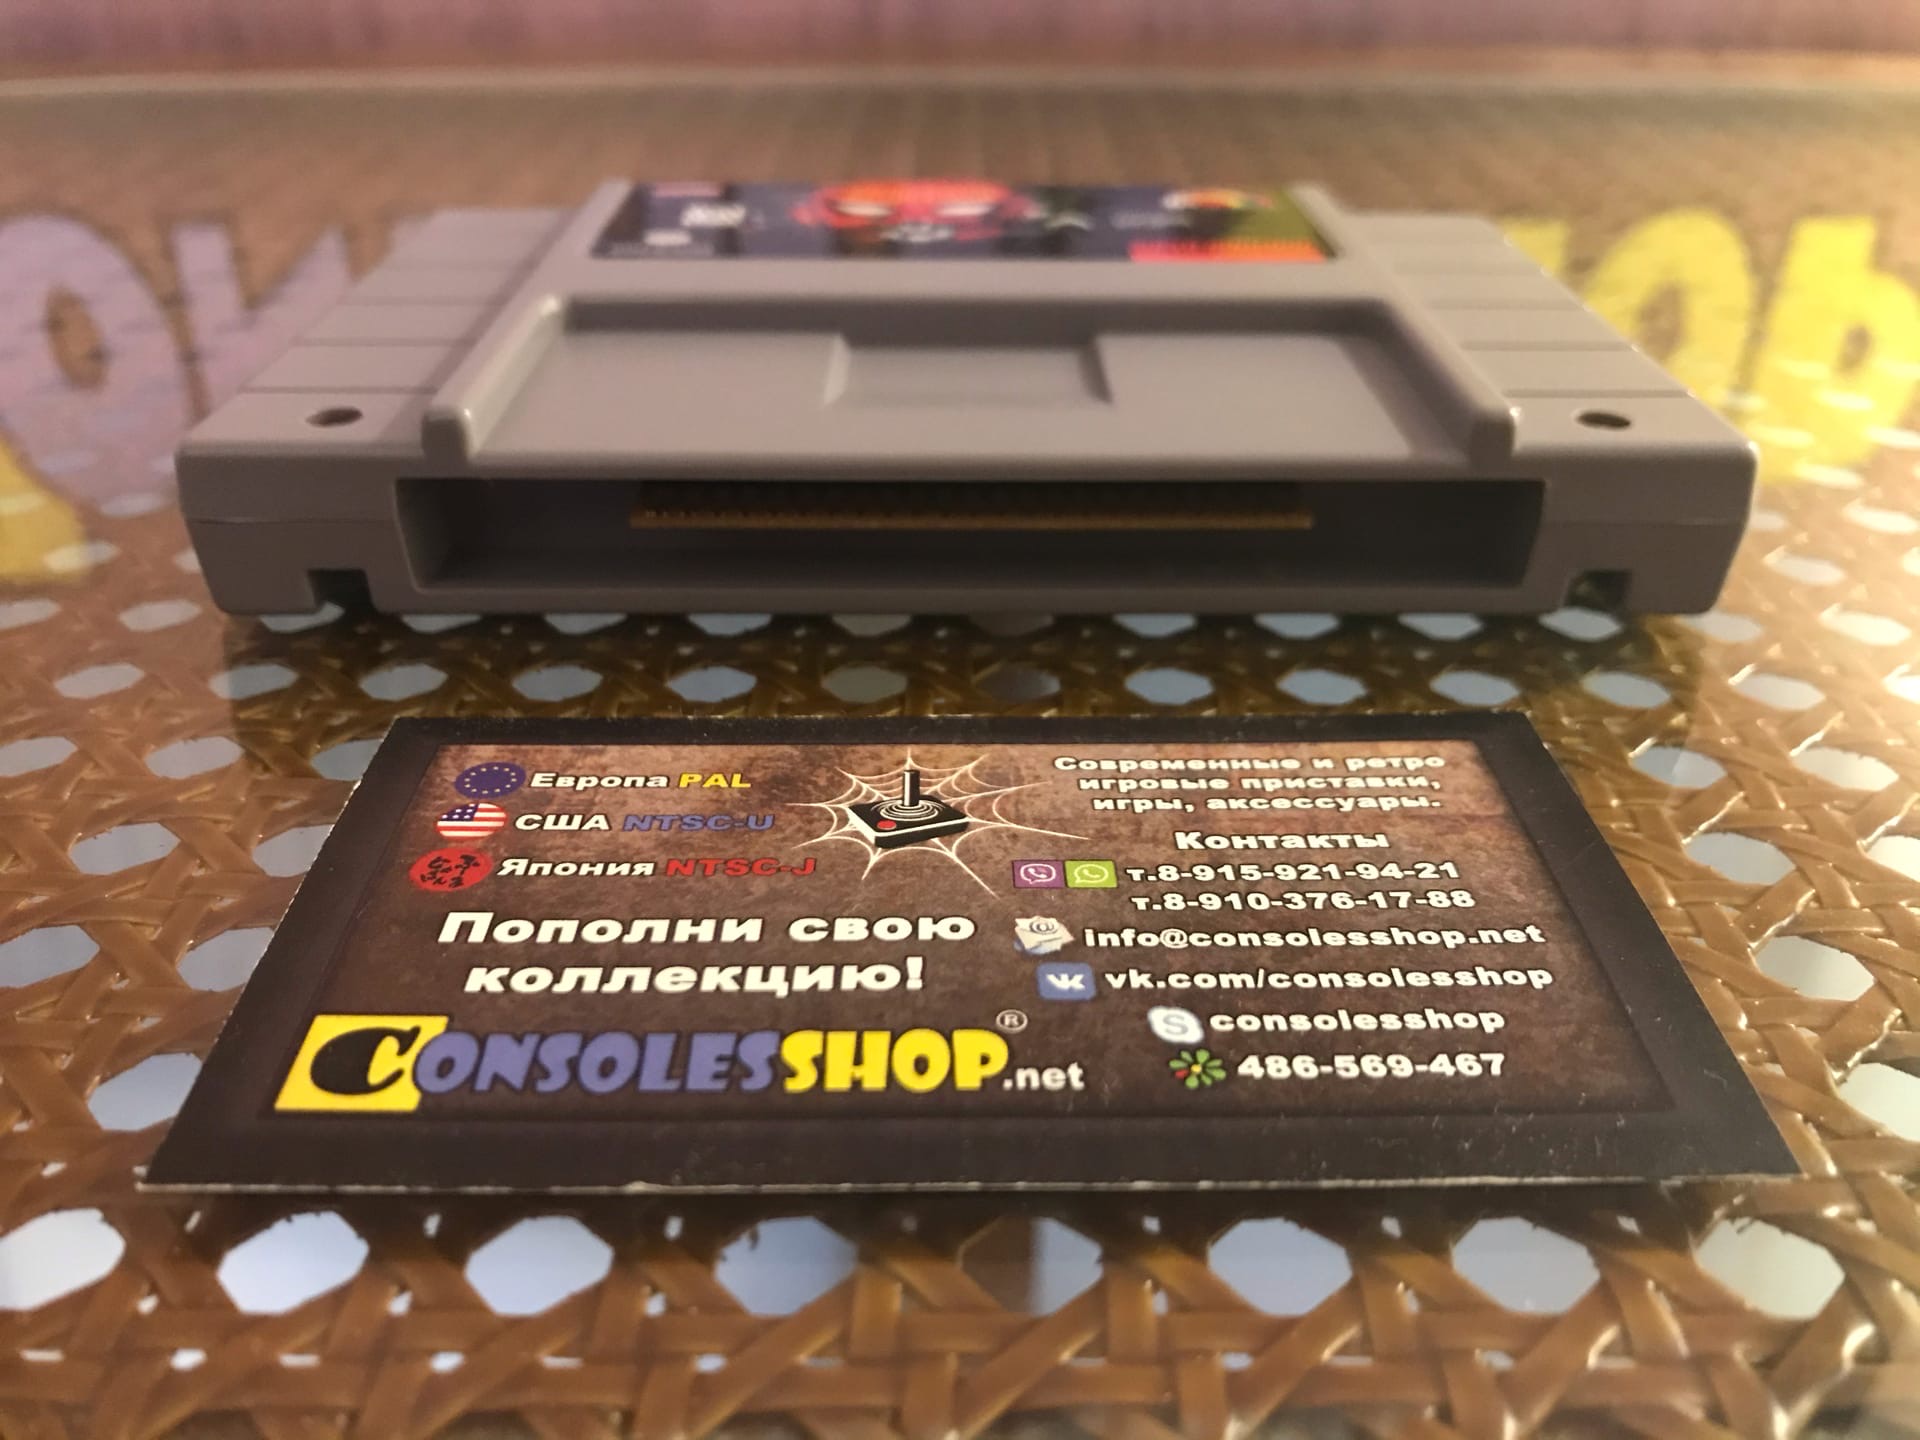 Европа PAL
США NTSC-U
Япония NTSC-J
Пополни свою
коллекцию!
CONSOLESSHOP®.net
Современные и ретро
игровые приставки,
игры, аксессуары.
Контакты
т.8-915-921-94-21
т.8-910-376-17-88
info@consolesshop.net
vk.com/consolesshop
consolesshop
486-569-467